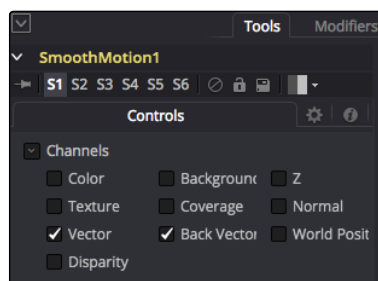 Tools Modifiers
SmoothMotion1
S1 S2 S3 S4 S5 S6
Controls
Channels
Color Background Z
Texture Coverage Normal
Vector Back Vector World Posit
Disparity